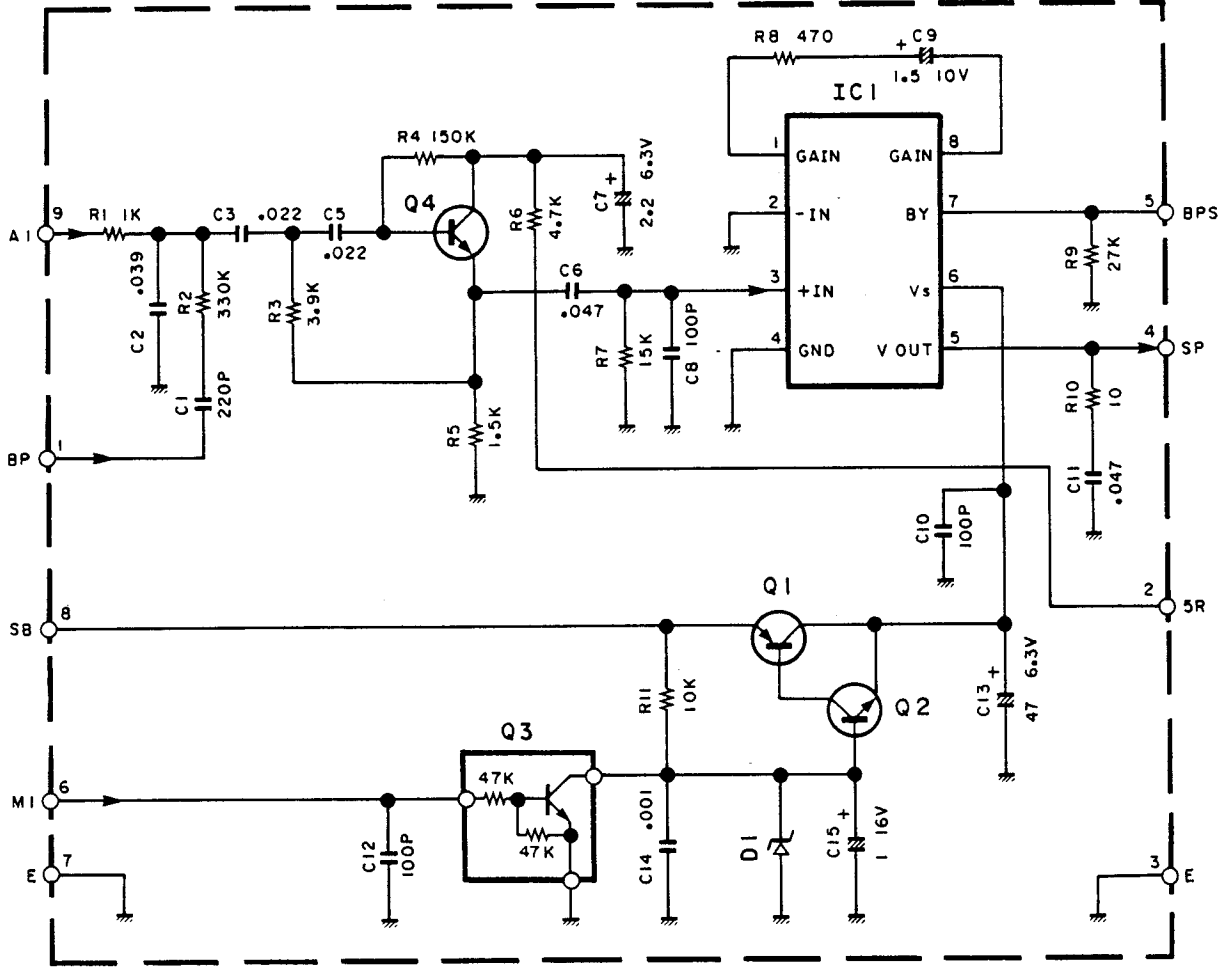 R8 470
+ C9
1.5 10V
IC1
R4 150K
1
GAIN
GAIN
8
Q4
+
C7
2.2 6.3V
R6
4.7K
2
-IN
BY
7
5
BPS
9
AI
R1 1K
C3
.022
C5
.022
R9
27K
.039
C2
R2
330K
R3
3.9K
C6
.047
3
+IN
Vs
6
R7
15K
C8
100P
4
GND
V OUT
5
4
SP
C1
220P
R5
1.5K
R10
10
BP
1
C11
.047
C10
100P
2
5R
8
SB
Q1
R11
10K
Q2
C13
+
47 6.3V
Q3
6
MI
47K
47K
C12
100P
C14
.001
D1
C15
+
1 16V
7
E
3
E